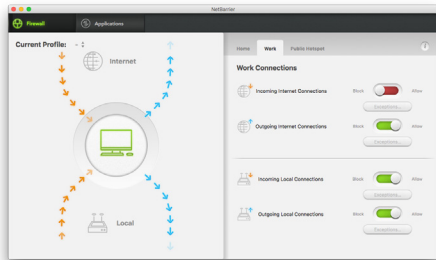 NetBarrier
Firewall
Applications
Current Profile:
Internet
Local
Home
Work
Public Hotspot
Work Connections
Incoming Internet Connections
Block
Allow
Exceptions...
Outgoing Internet Connections
Block
Allow
Exceptions...
Incoming Local Connections
Block
Allow
Exceptions...
Outgoing Local Connections
Block
Allow
Exceptions...